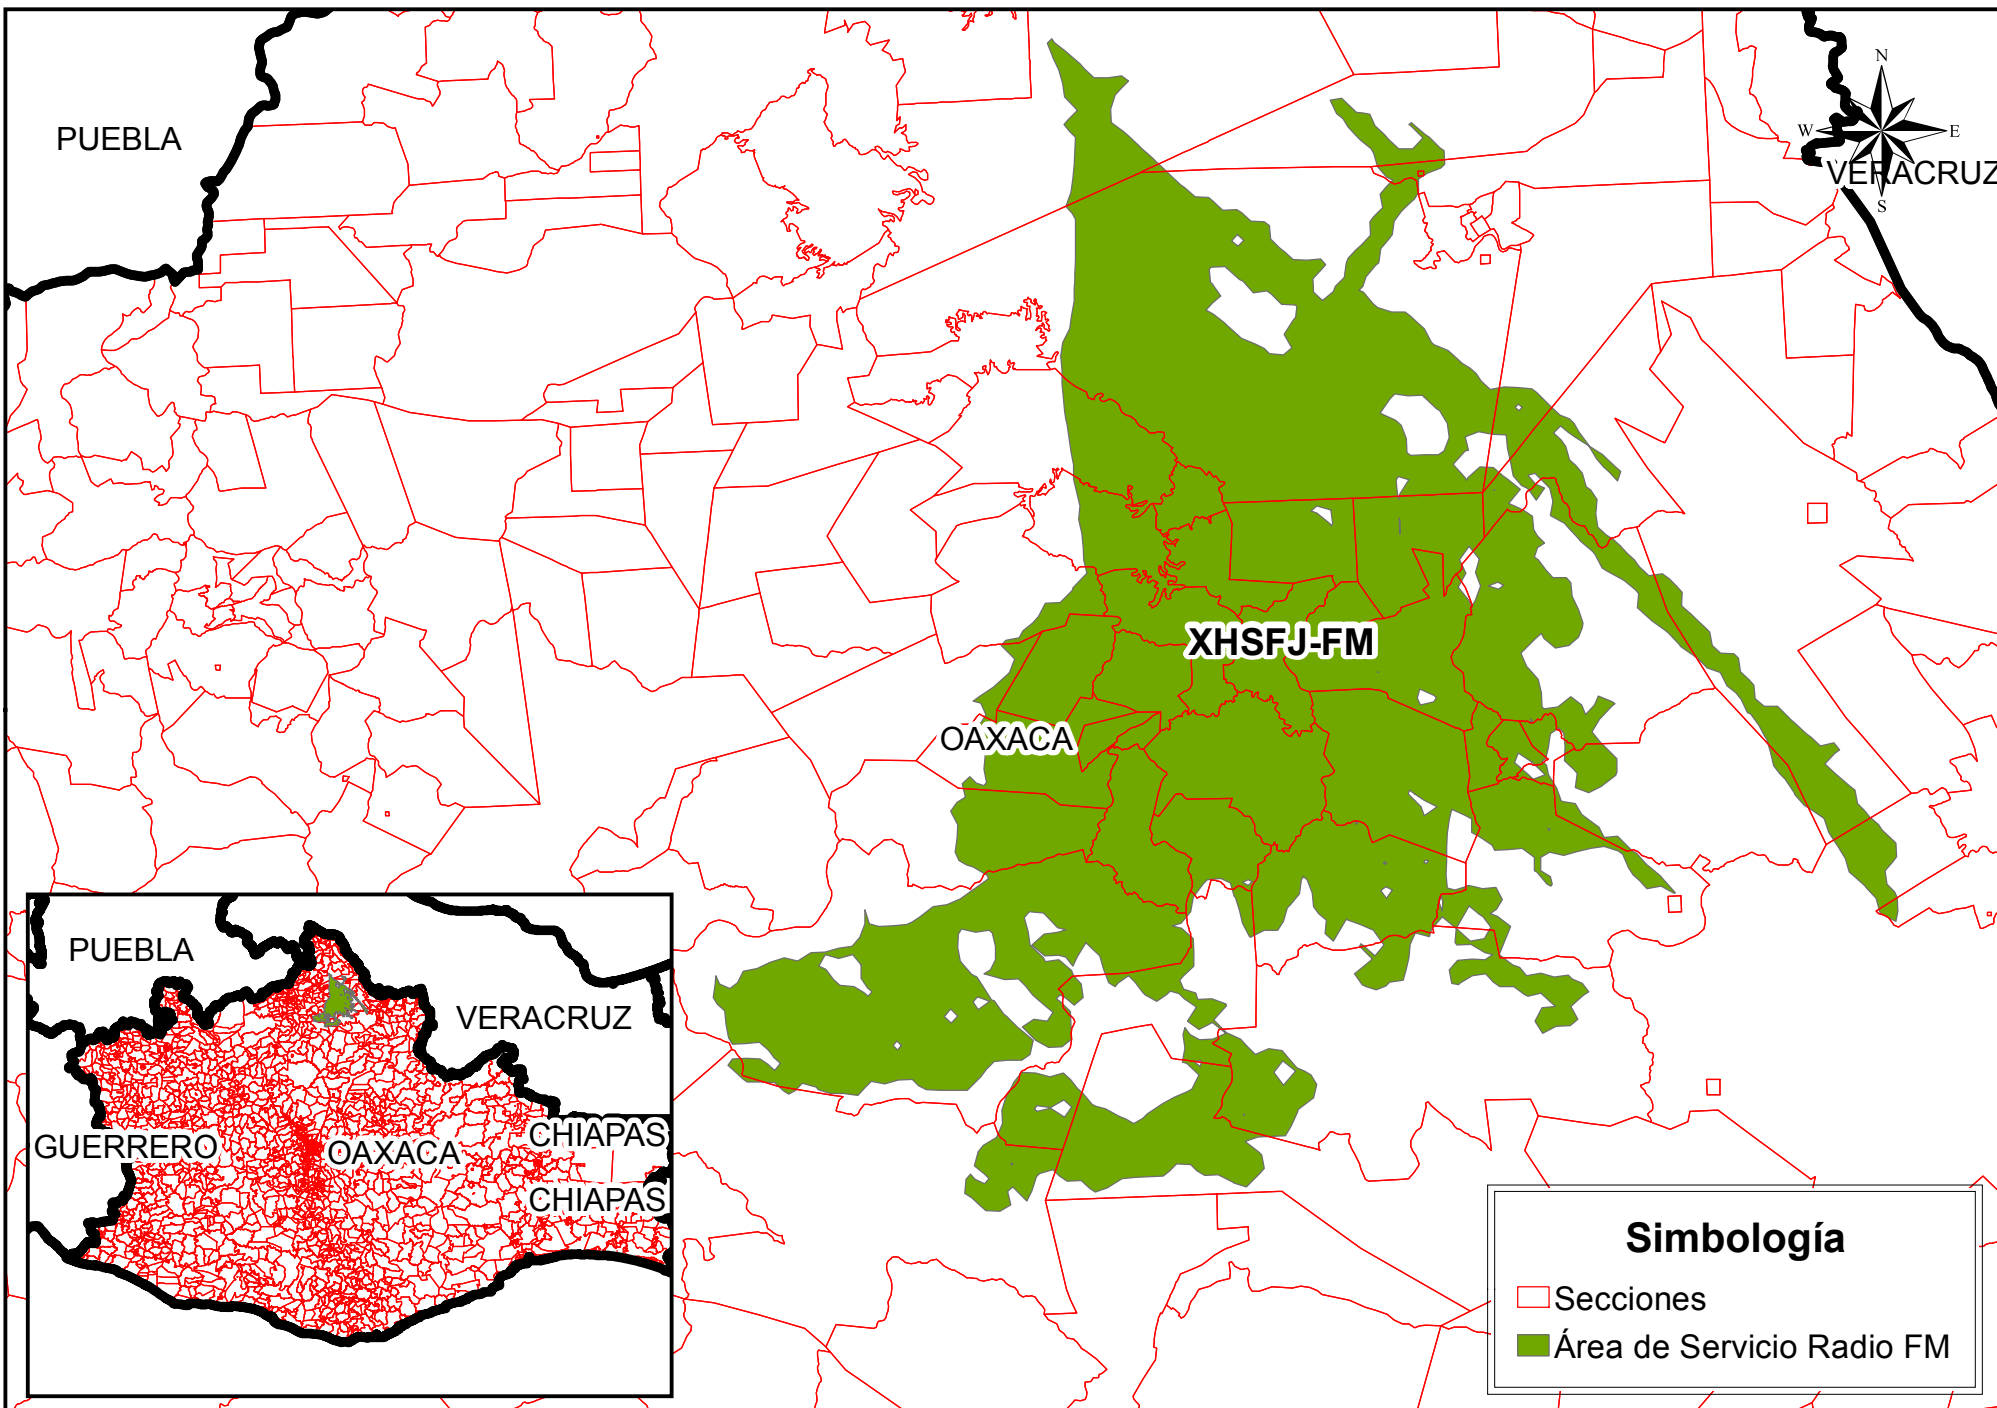 PUEBLA
N
W
E
S
VERACRUZ
XHSFJ-FM
OAXACA
PUEBLA
VERACRUZ
GUERRERO
OAXACA
CHIAPAS
CHIAPAS
Simbología
Secciones
Área de Servicio Radio FM